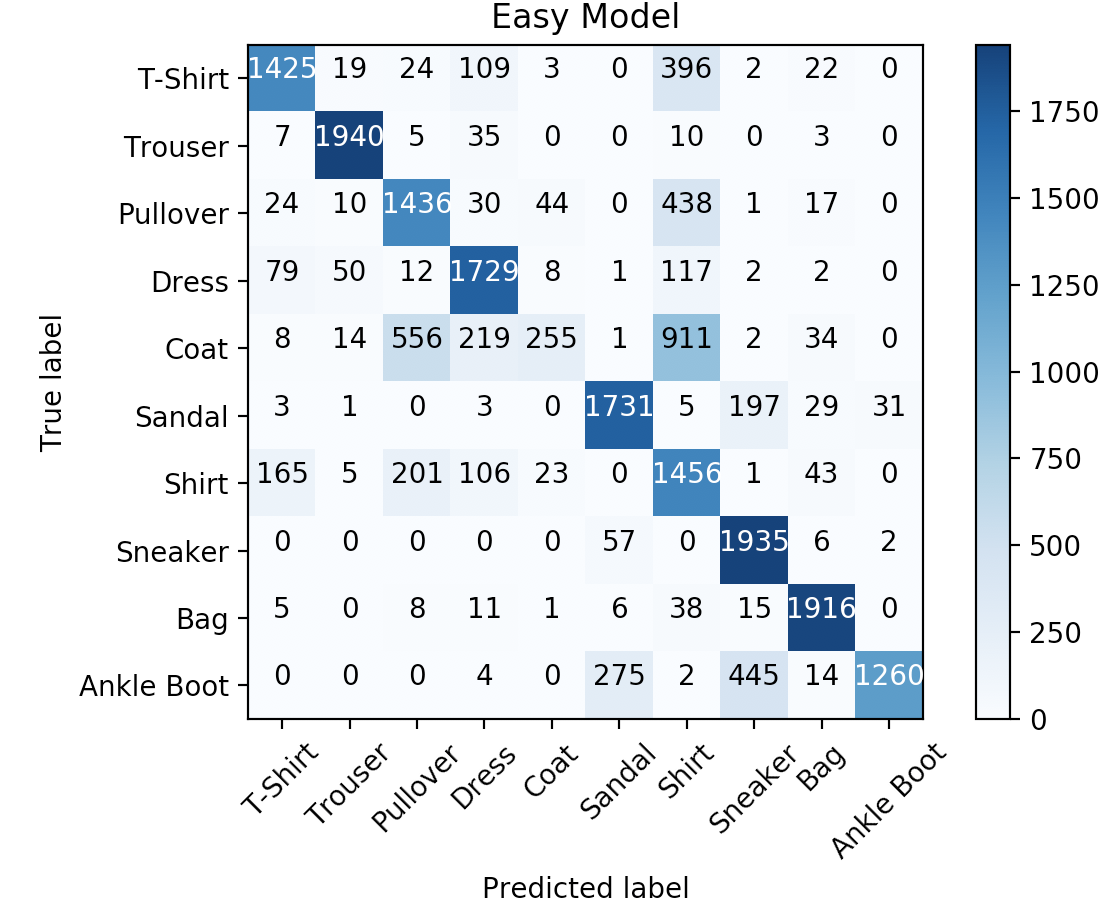 Easy Model
T-Shirt 1425 19 24 109 3 0 396 2 22 0
Trouser 7 1940 5 35 0 0 10 0 3 0
Pullover 24 10 1436 30 44 0 438 1 17 0
Dress 79 50 12 1729 8 1 117 2 2 0
Coat 8 14 556 219 255 1 911 2 34 0
Sandal 3 1 0 3 0 1731 5 197 29 31
Shirt 165 5 201 106 23 0 1456 1 43 0
Sneaker 0 0 0 0 0 57 0 1935 6 2
Bag 5 0 8 11 1 6 38 15 1916 0
Ankle Boot 0 0 0 4 0 275 2 445 14 1260
True label
T-Shirt Trouser Pullover Dress Coat Sandal Shirt Sneaker Bag Ankle Boot
Predicted label
1750
1500
1250
1000
750
500
250
0